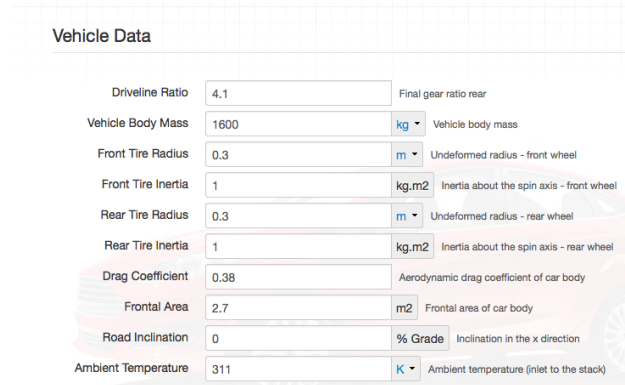 Vehicle Data
Driveline Ratio 4.1 Final gear ratio rear
Vehicle Body Mass 1600 kg Vehicle body mass
Front Tire Radius 0.3 m Undeformed radius - front wheel
Front Tire Inertia 1 kg.m2 Inertia about the spin axis - front wheel
Rear Tire Radius 0.3 m Undeformed radius - rear wheel
Rear Tire Inertia 1 kg.m2 Inertia about the spin axis - rear wheel
Drag Coefficient 0.38 Aerodynamic drag coefficient of car body
Frontal Area 2.7 m2 Frontal area of car body
Road Inclination 0 % Grade Inclination in the x direction
Ambient Temperature 311 K Ambient temperature (inlet to the stack)